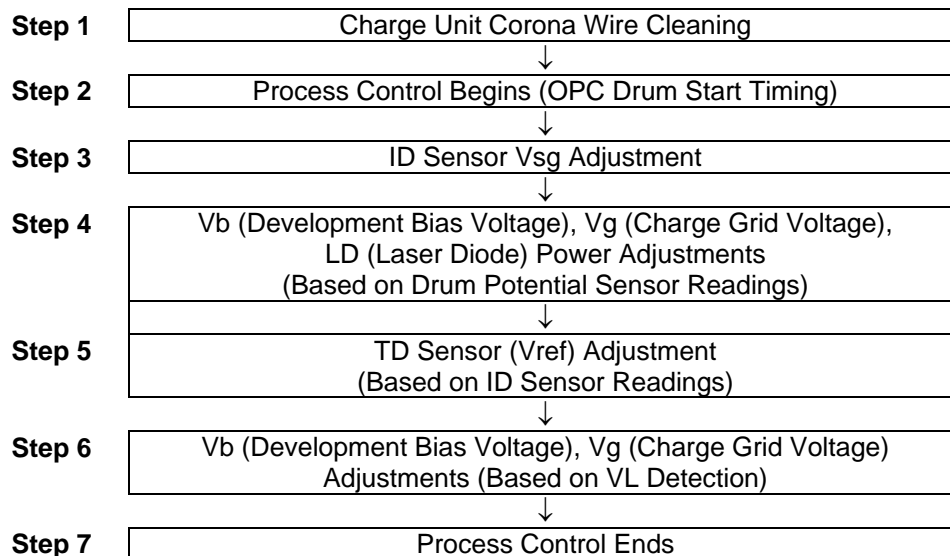 Step 1 Charge Unit Corona Wire Cleaning
↓
Step 2 Process Control Begins (OPC Drum Start Timing)
↓
Step 3 ID Sensor Vsg Adjustment
↓
Step 4 Vb (Development Bias Voltage), Vg (Charge Grid Voltage),
LD (Laser Diode) Power Adjustments
(Based on Drum Potential Sensor Readings)
↓
Step 5 TD Sensor (Vref) Adjustment
(Based on ID Sensor Readings)
↓
Step 6 Vb (Development Bias Voltage), Vg (Charge Grid Voltage)
Adjustments (Based on VL Detection)
↓
Step 7 Process Control Ends